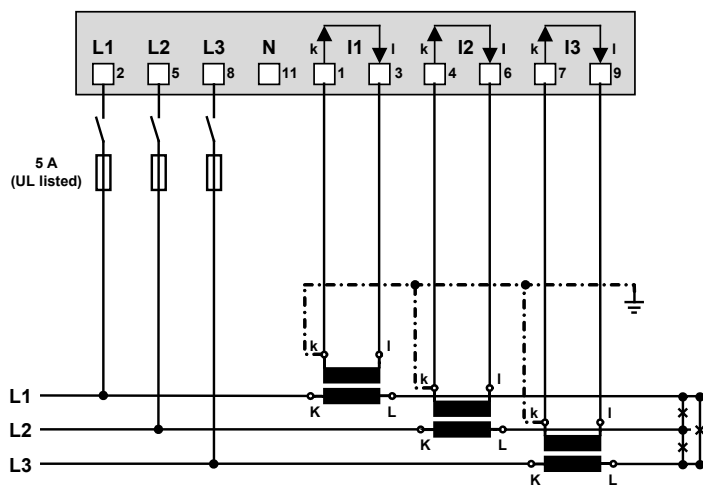 L1 L2 L3 N k I1 l k I2 l k I3 l
2 5 8 11 1 3 4 6 7 9
5 A
(UL listed)
k l
k l
L1 K L
k l
L2 K L
L3 K L